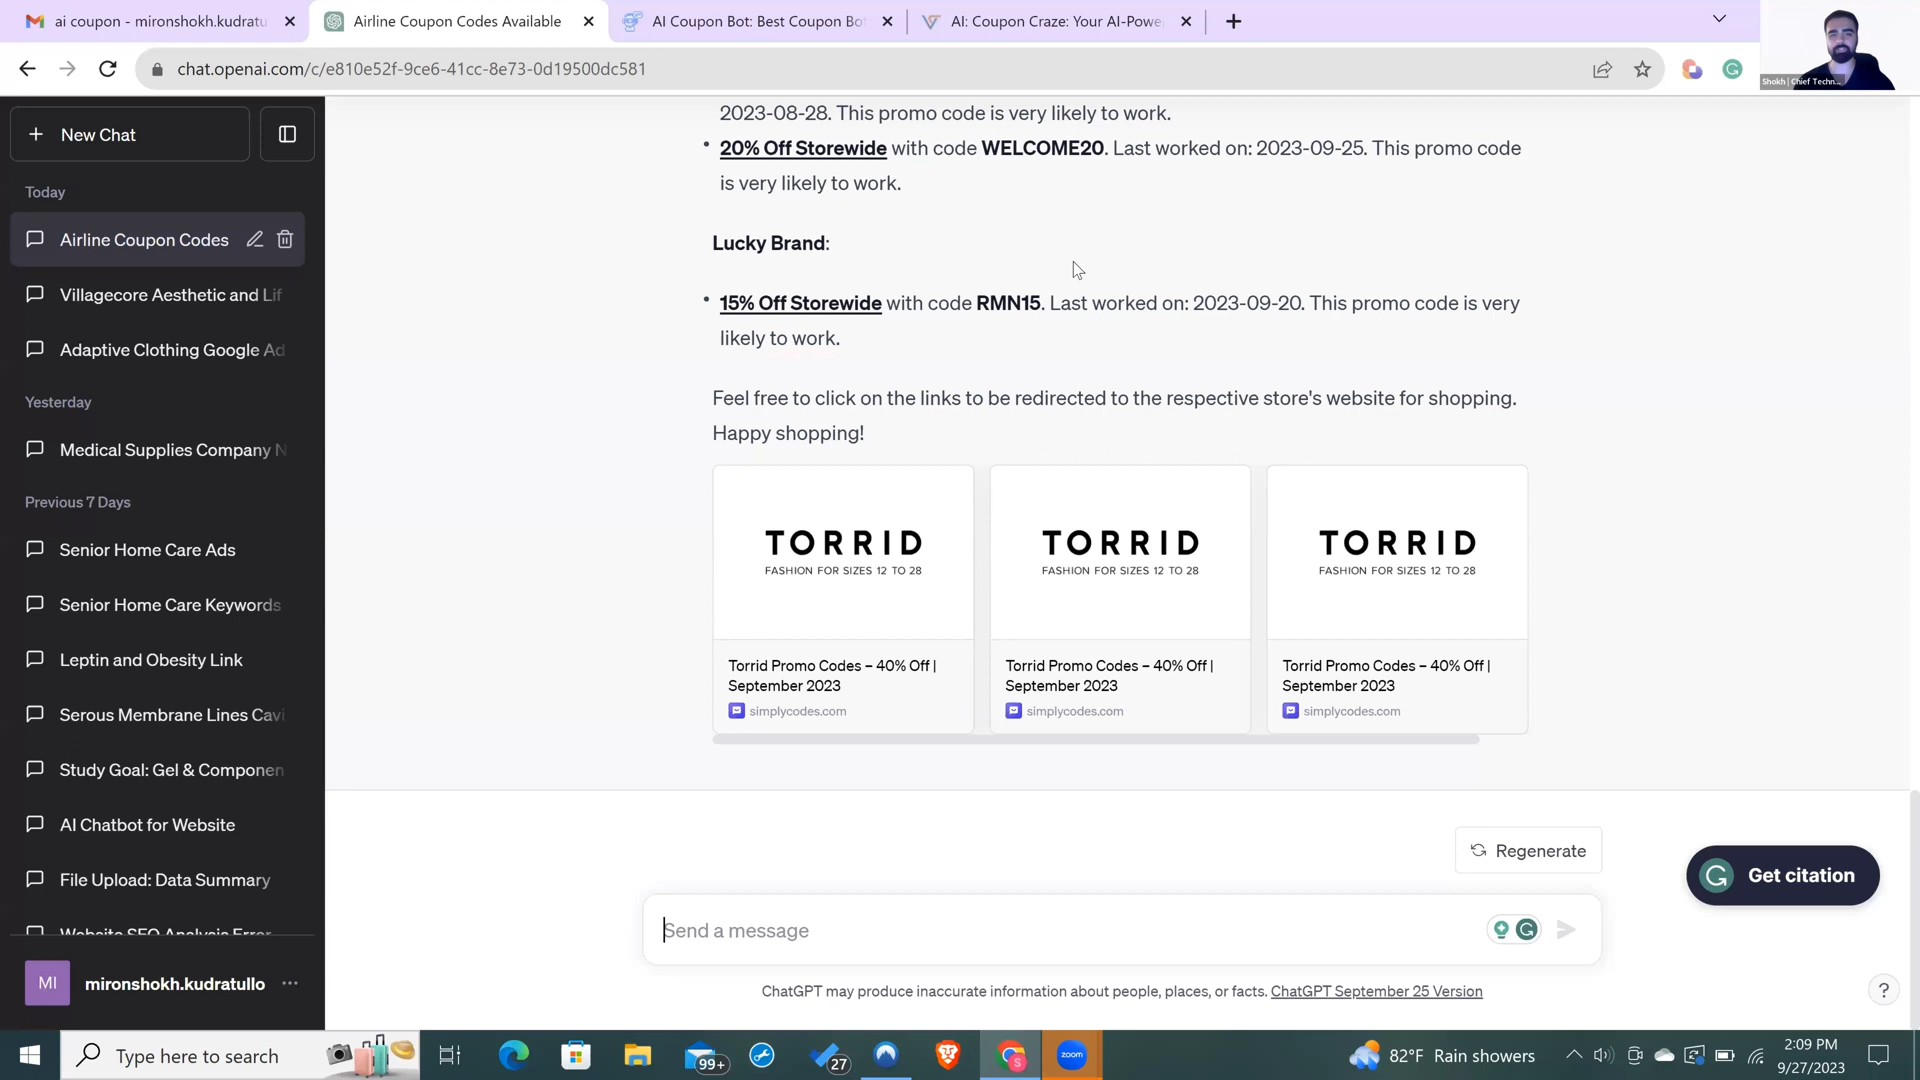 ai coupon - mironshokh.kudratu
Airline Coupon Codes Available
AI Coupon Bot: Best Coupon Bo
AI: Coupon Craze: Your AI-Powe
chat.openai.com/c/e810e52f-9ce6-41cc-8e73-0d19500dc581
Shokh | Chief Techn...
New Chat
Today
Airline Coupon Codes
Villagecore Aesthetic and Lif
Adaptive Clothing Google Ad
Yesterday
Medical Supplies Company N
Previous 7 Days
Senior Home Care Ads
Senior Home Care Keywords
Leptin and Obesity Link
Serous Membrane Lines Cavi
Study Goal: Gel & Componen
AI Chatbot for Website
File Upload: Data Summary
Website SEO Analysis Error
MI mironshokh.kudratullo ...
2023-08-28. This promo code is very likely to work.
• 20% Off Storewide with code WELCOME20. Last worked on: 2023-09-25. This promo code
is very likely to work.
Lucky Brand:
• 15% Off Storewide with code RMN15. Last worked on: 2023-09-20. This promo code is very
likely to work.
Feel free to click on the links to be redirected to the respective store's website for shopping.
Happy shopping!
TORRID
FASHION FOR SIZES 12 TO 28
Torrid Promo Codes – 40% Off |
September 2023
simplycodes.com
TORRID
FASHION FOR SIZES 12 TO 28
Torrid Promo Codes – 40% Off |
September 2023
simplycodes.com
TORRID
FASHION FOR SIZES 12 TO 28
Torrid Promo Codes – 40% Off |
September 2023
simplycodes.com
Regenerate
Get citation
Send a message
ChatGPT may produce inaccurate information about people, places, or facts. ChatGPT September 25 Version
?
Type here to search
99+
27
zoom
82°F Rain showers
2:09 PM
9/27/2023